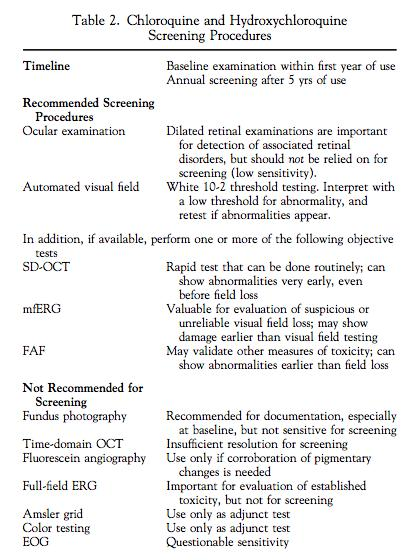 Table 2. Chloroquine and Hydroxychloroquine
Screening Procedures
Timeline Baseline examination within first year of use
Annual screening after 5 yrs of use
Recommended Screening
Procedures
Ocular examination Dilated retinal examinations are important
for detection of associated retinal
disorders, but should not be relied on for
screening (low sensitivity).
Automated visual field White 10-2 threshold testing. Interpret with
a low threshold for abnormality, and
retest if abnormalities appear.
In addition, if available, perform one or more of the following objective
tests
SD-OCT Rapid test that can be done routinely; can
show abnormalities very early, even
before field loss
mfERG Valuable for evaluation of suspicious or
unreliable visual field loss; may show
damage earlier than visual field testing
FAF May validate other measures of toxicity; can
show abnormalities earlier than field loss
Not Recommended for
Screening
Fundus photography Recommended for documentation, especially
at baseline, but not sensitive for screening
Time-domain OCT Insufficient resolution for screening
Fluorescein angiography Use only if corroboration of pigmentary
changes is needed
Full-field ERG Important for evaluation of established
toxicity, but not for screening
Amsler grid Use only as adjunct test
Color testing Use only as adjunct test
EOG Questionable sensitivity